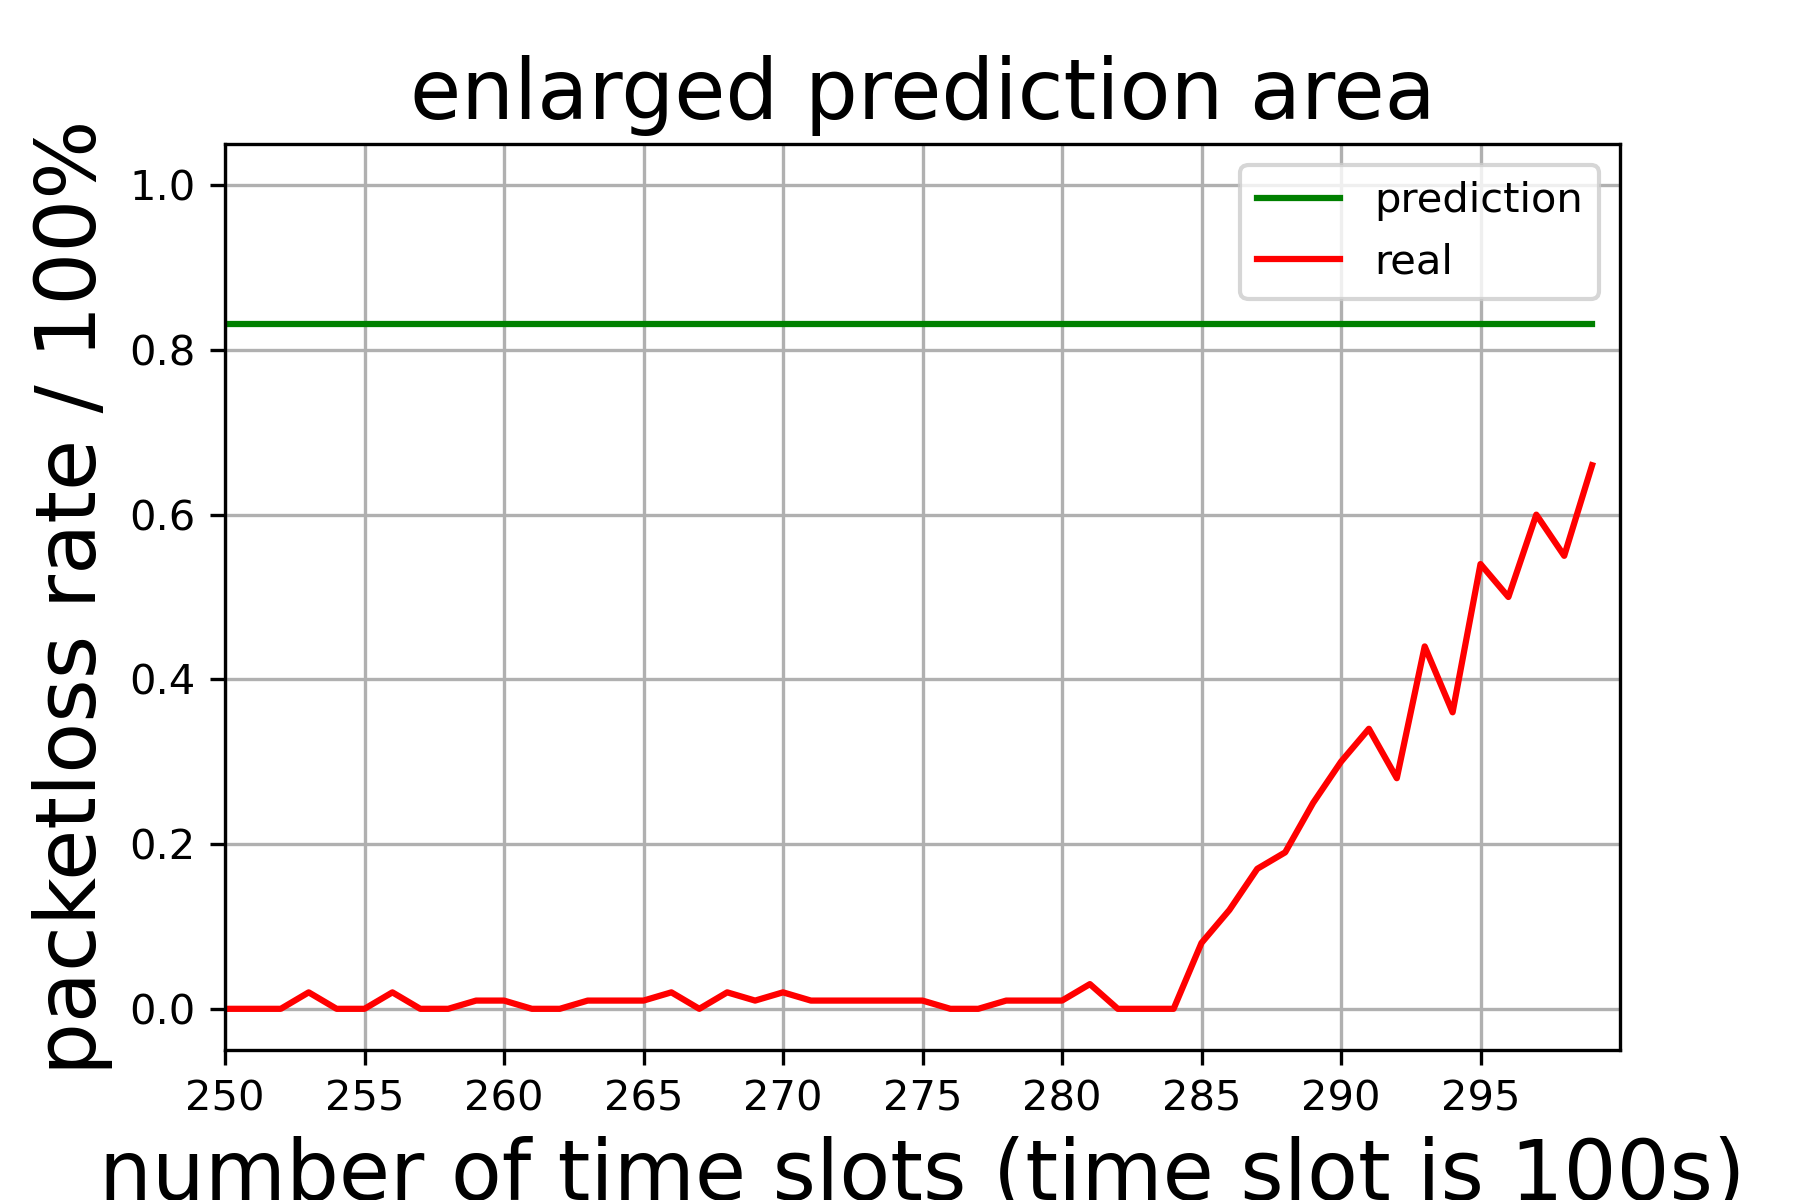 enlarged prediction area
packetloss rate / 100%
1.0
0.8
0.6
0.4
0.2
0.0
prediction
real
250 255 260 265 270 275 280 285 290 295
number of time slots (time slot is 100s)